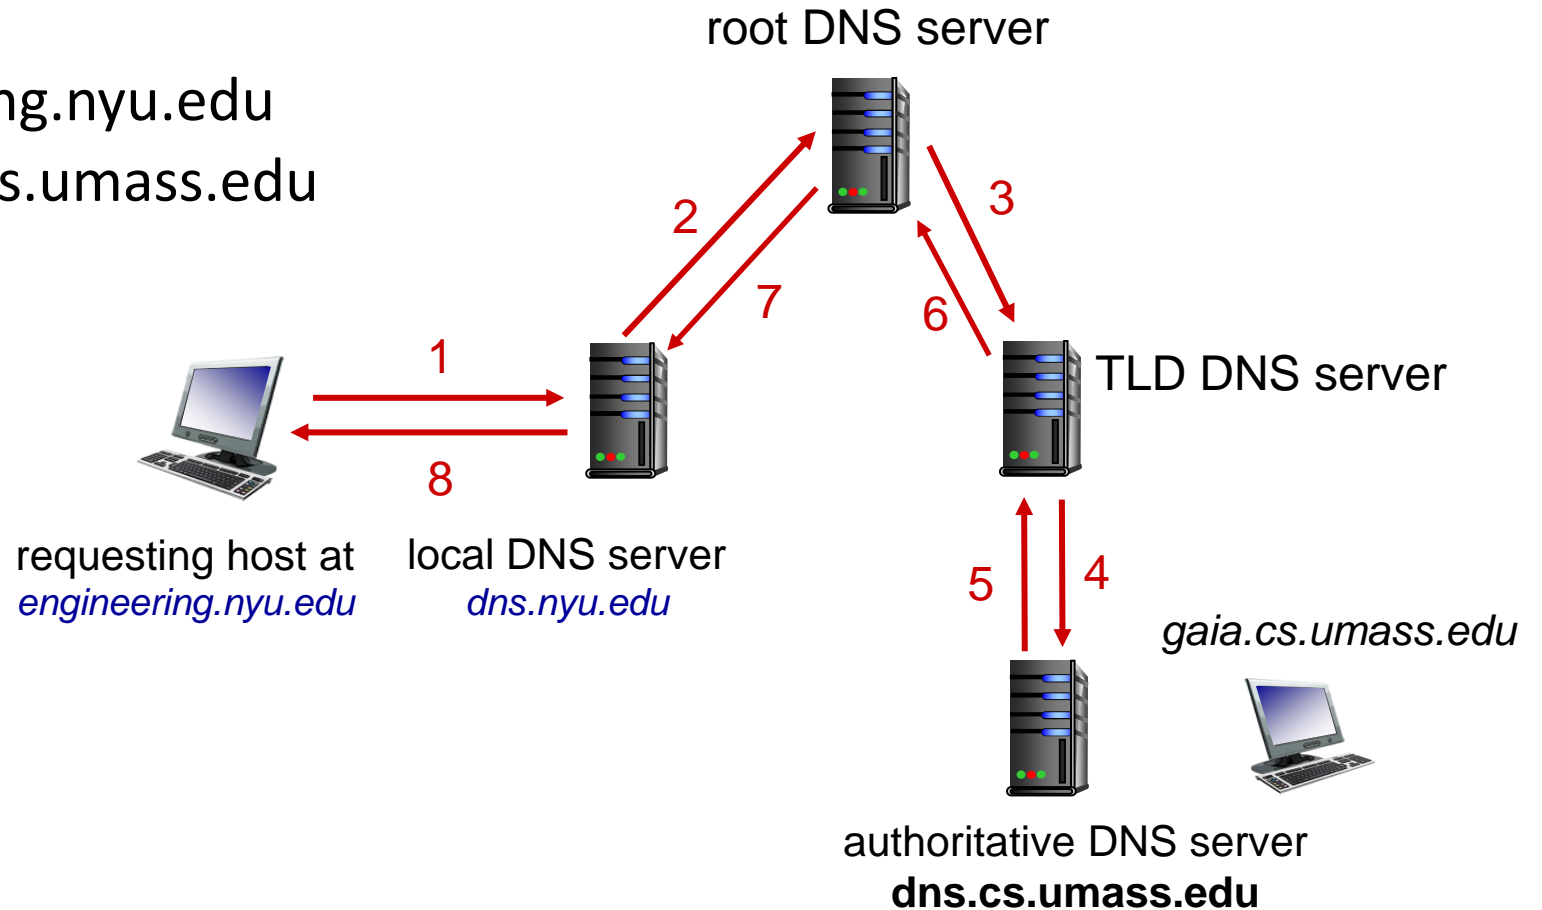 root DNS server
ng.nyu.edu
s.umass.edu
2
3
7
6
1
TLD DNS server
8
requesting host at
engineering.nyu.edu
local DNS server
dns.nyu.edu
5
4
gaia.cs.umass.edu
authoritative DNS server
dns.cs.umass.edu